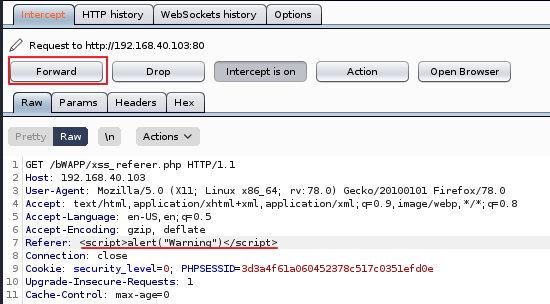 Intercept HTTP history WebSockets history Options
Request to http://192.168.40.103:80
Forward Drop Intercept is on Action Open Browser
Raw Params Headers Hex
Pretty Raw \n Actions
1 GET /bWAPP/xss_referer.php HTTP/1.1
2 Host: 192.168.40.103
3 User-Agent: Mozilla/5.0 (X11; Linux x86_64; rv:78.0) Gecko/20100101 Firefox/78.0
4 Accept: text/html,application/xhtml+xml,application/xml;q=0.9,image/webp,*/*;q=0.8
5 Accept-Language: en-US,en;q=0.5
6 Accept-Encoding: gzip, deflate
7 Referer: <script>alert("Warning")</script>
8 Connection: close
9 Cookie: security_level=0; PHPSESSID=3d3a4f61a060452378c517c0351efd0e
10 Upgrade-Insecure-Requests: 1
11 Cache-Control: max-age=0